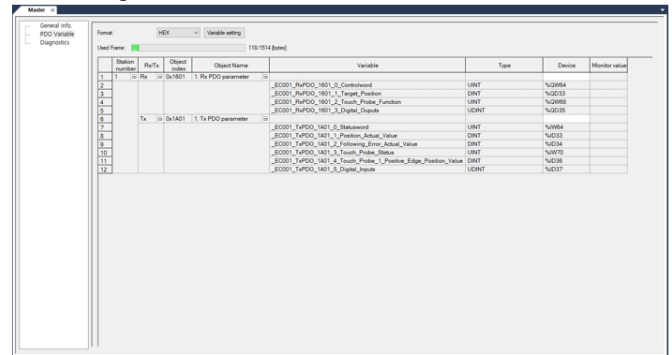 Master ×
General Info.
PDO Variable
Diagnostics
Format: HEX Variable setting
Used Frame: 118/1514 [bytes]
Station number Rx/Tx Object index Object Name Variable Type Device Monitor value
1 1 Rx 0x1601 1. Rx PDO parameter
2 _EC001_RxPDO_1601_0_Controlword UINT %QW64
3 _EC001_RxPDO_1601_1_Target_Position DINT %QD33
4 _EC001_RxPDO_1601_2_Touch_Probe_Function UINT %QW68
5 _EC001_RxPDO_1601_3_Digital_Ouputs UDINT %QD35
6 Tx 0x1A01 1. Tx PDO parameter
7 _EC001_TxPDO_1A01_0_Statusword UINT %IW64
8 _EC001_TxPDO_1A01_1_Position_Actual_Value DINT %ID33
9 _EC001_TxPDO_1A01_2_Following_Error_Actual_Value DINT %ID34
10 _EC001_TxPDO_1A01_3_Touch_Probe_Status UINT %IW70
11 _EC001_TxPDO_1A01_4_Touch_Probe_1_Positive_Edge_Position_Value DINT %ID36
12 _EC001_TxPDO_1A01_5_Digital_Inputs UDINT %ID37